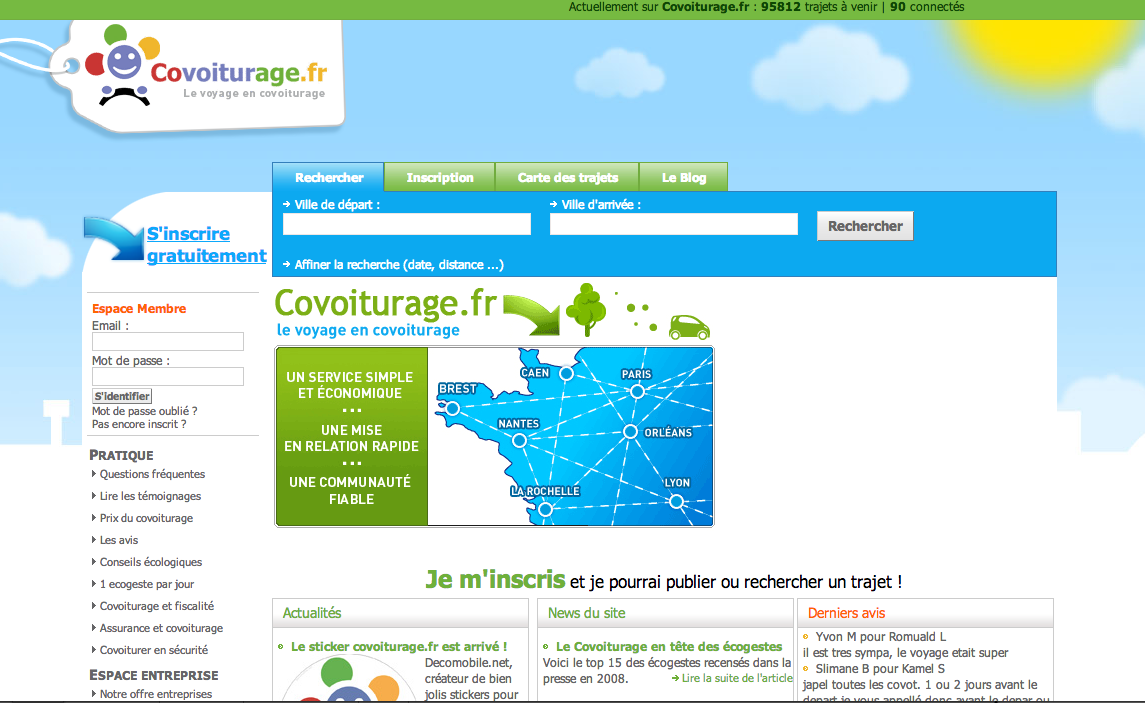 Actuellement sur Covoiturage.fr : 95812 trajets à venir | 90 connectés
Covoiturage.fr
Le voyage en covoiturage
Rechercher
Inscription
Carte des trajets
Le Blog
Ville de départ :
Ville d'arrivée :
Rechercher
Affiner la recherche (date, distance ...)
S'inscrire
gratuitement
Espace Membre
Email :
Mot de passe :
S'identifier
Mot de passe oublié ?
Pas encore inscrit ?
PRATIQUE
Questions fréquentes
Lire les témoignages
Prix du covoiturage
Les avis
Conseils écologiques
1 ecogeste par jour
Covoiturage et fiscalité
Assurance et covoiturage
Covoiturer en sécurité
ESPACE ENTREPRISE
Notre offre entreprises
Covoiturage.fr
le voyage en covoiturage
UN SERVICE SIMPLE
ET ÉCONOMIQUE
UNE MISE
EN RELATION RAPIDE
UNE COMMUNAUTÉ
FIABLE
CAEN
PARIS
BREST
NANTES
ORLÉANS
LYON
LA ROCHELLE
Je m'inscris et je pourrai publier ou rechercher un trajet !
Actualités
Le sticker covoiturage.fr est arrivé !
Decomobile.net,
créateur de bien
jolis stickers pour
News du site
Le Covoiturage en tête des écogestes
Voici le top 15 des écogestes recensés dans la
presse en 2008.
Lire la suite de l'article
Derniers avis
Yvon M pour Romuald L
il est tres sympa, le voyage etait super
Slimane B pour Kamel S
japel toutes les covot. 1 ou 2 jours avant le
depart je vous appellé donc avant le depar ou